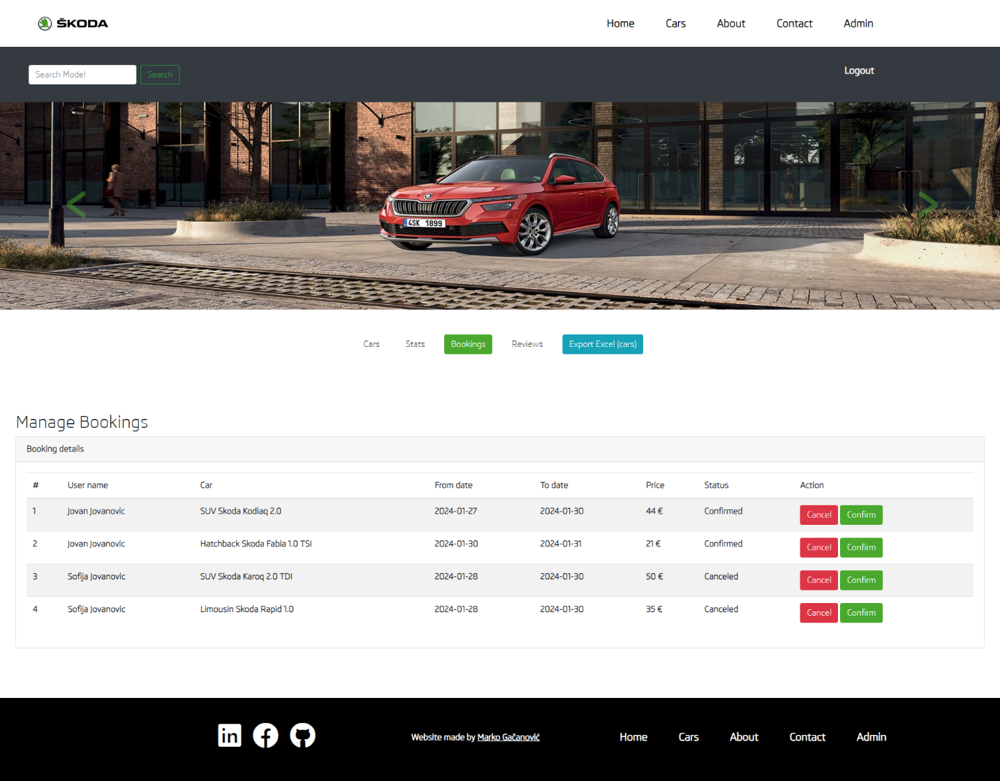 ŠKODA
Home Cars About Contact Admin
Search Model Search Logout
4SK 1899
Cars Stats Bookings Reviews Export Excel (cars)
Manage Bookings
Booking details
# User name Car From date To date Price Status Action
1 Jovan Jovanovic SUV Skoda Kodiaq 2.0 2024-01-27 2024-01-30 44 € Confirmed Cancel Confirm
2 Jovan Jovanovic Hatchback Skoda Fabia 1.0 TSI 2024-01-30 2024-01-31 21 € Confirmed Cancel Confirm
3 Sofija Jovanovic SUV Skoda Karoq 2.0 TDI 2024-01-28 2024-01-30 50 € Canceled Cancel Confirm
4 Sofija Jovanovic Limousin Skoda Rapid 1.0 2024-01-28 2024-01-30 35 € Canceled Cancel Confirm
in Website made by Marko Gačanović Home Cars About Contact Admin